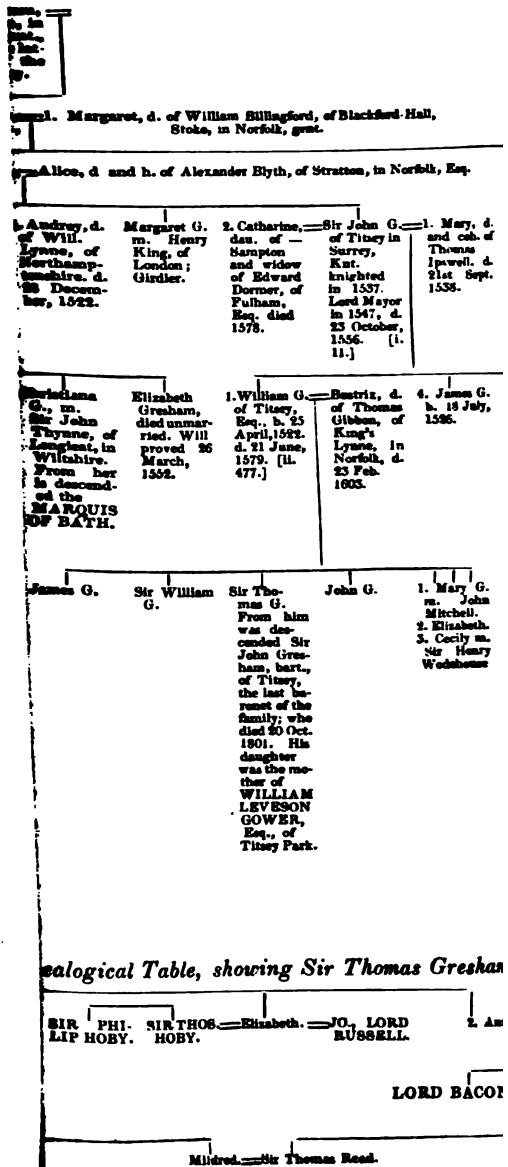 in
the
1. Margaret, d. of William Billingford, of Blackford-Hall,
Stoke, in Norfolk, gent.
Alice, d and h. of Alexander Blyth, of Stratton, in Norfolk, Esq.
Audrey, d.
of Will.
Lynne, of
Northamp-
tonshire. d.
28 Decem-
ber, 1522.
Margaret G.
m. Henry
King, of
London;
Girdler.
2. Catharine,
dau. of —
Sampton
and widow
of Edward
Dormer, of
Fulham,
Esq. died
1578.
Sir John G.
of Titsey in
Surrey,
Knt.
knighted
in 1537.
Lord Mayor
in 1547, d.
23 October,
1556. [i.
11.]
1. Mary, d.
and coh. of
Thomas
Ipswell. d.
21st Sept.
1538.
Christiana
G., m.
Sir John
Thynne, of
Longleat, in
Wiltshire.
From her
is descend-
ed the
MARQUIS
OF BATH.
Elizabeth
Gresham,
died unmar-
ried. Will
proved 26
March,
1552.
1. William G.
of Titsey,
Esq., b. 25
April, 1522.
d. 21 June,
1579. [ii.
477.]
Beatrix, d.
of Thomas
Gibbon, of
King's
Lynne, in
Norfolk, d.
23 Feb.
1603.
4. James G.
b. 18 July,
1526.
James G.
Sir William
G.
Sir Tho-
mas G.
From him
was des-
cended Sir
John Gres-
ham, bart.,
of Titsey,
the last ba-
ronet of the
family; who
died 20 Oct.
1801. His
daughter
was the mo-
ther of
WILLIAM
LEVESON
GOWER,
Esq., of
Titsey Park.
John G.
1. Mary G.
m. John
Mitchell.
2. Elizabeth.
3. Cecily m.
Sir Henry
Wodehouse
ealogical Table, showing Sir Thomas Gresham
SIR PHI-
LIP HOBY.
SIR THOS.
HOBY.
Elizabeth.
JO., LORD
RUSSELL.
2. An
LORD BACON
Mildred. Sir Thomas Read.